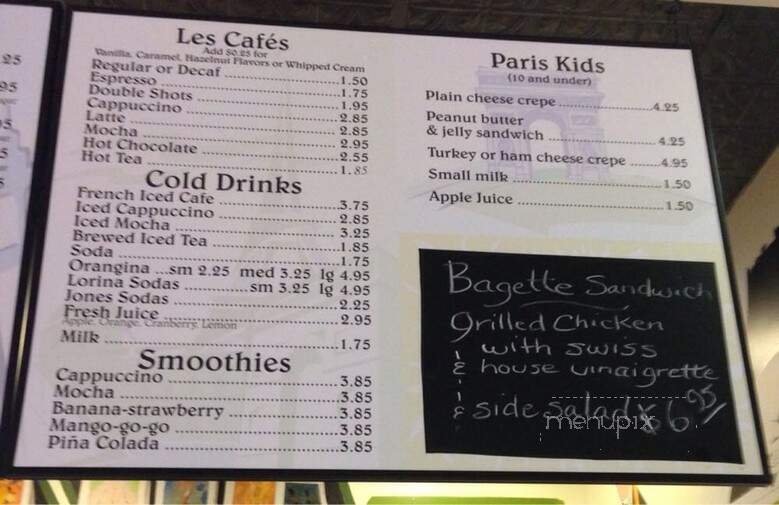 25
95
5
5
Les Cafés
Add $0.25 for
Vanilla, Caramel, Hazelnut Flavors or Whipped Cream
Regular or Decaf ........................1.50
Espresso ........................1.75
Double Shots ........................1.95
Cappuccino ........................2.85
Latte ........................2.85
Mocha ........................2.95
Hot Chocolate ........................2.55
Hot Tea ........................1.85
Cold Drinks
French Iced Cafe ........................3.75
Iced Cappuccino ........................2.85
Iced Mocha ........................3.25
Brewed Iced Tea ........................1.85
Soda ........................1.75
Orangina ...sm 2.25 med 3.25 lg 4.95
Lorina Sodas .............sm 3.25 lg 4.95
Jones Sodas ........................2.25
Fresh Juice ........................2.95
Apple, Orange, Cranberry, Lemon
Milk ........................1.75
Smoothies
Cappuccino ........................3.85
Mocha ........................3.85
Banana-strawberry ........................3.85
Mango-go-go ........................3.85
Piña Colada ........................3.85
Paris Kids
(10 and under)
Plain cheese crepe ................4.25
Peanut butter
& jelly sandwich ....................4.25
Turkey or ham cheese crepe ......4.95
Small milk ........................1.50
Apple Juice ........................1.50
Bagette Sandwich
grilled Chicken
with swiss
& house vinaigrette
& side salad $6.95/
menupix